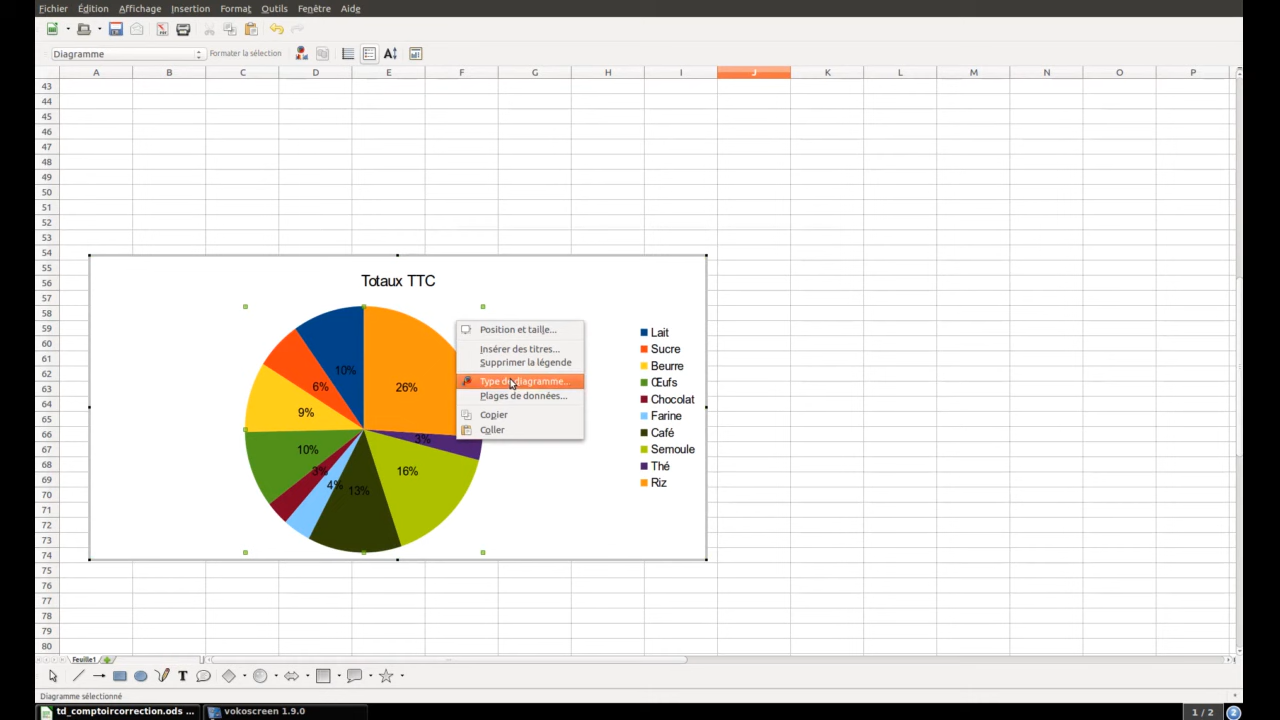 Fichier Édition Affichage Insertion Format Outils Fenêtre Aide
Diagramme Formater la sélection
A B C D E F G H I J K L M N O P
43
44
45
46
47
48
49
50
51
52
53
54
55
56
57
58
59
60
61
62
63
64
65
66
67
68
69
70
71
72
73
74
75
76
77
78
79
80
Totaux TTC
10%
26%
6%
9%
3%
10%
16%
3%
4%
13%
Position et taille...
Insérer des titres...
Supprimer la légende
Type de diagramme...
Plages de données...
Copier
Coller
Lait
Sucre
Beurre
Œufs
Chocolat
Farine
Café
Semoule
Thé
Riz
Feuille1
Diagramme sélectionné
td_comptoircorrection.ods ... vokoscreen 1.9.0 1 / 2 2